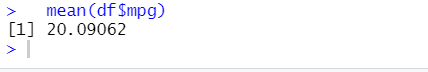 > mean(df$mpg)
[1] 20.09062
>